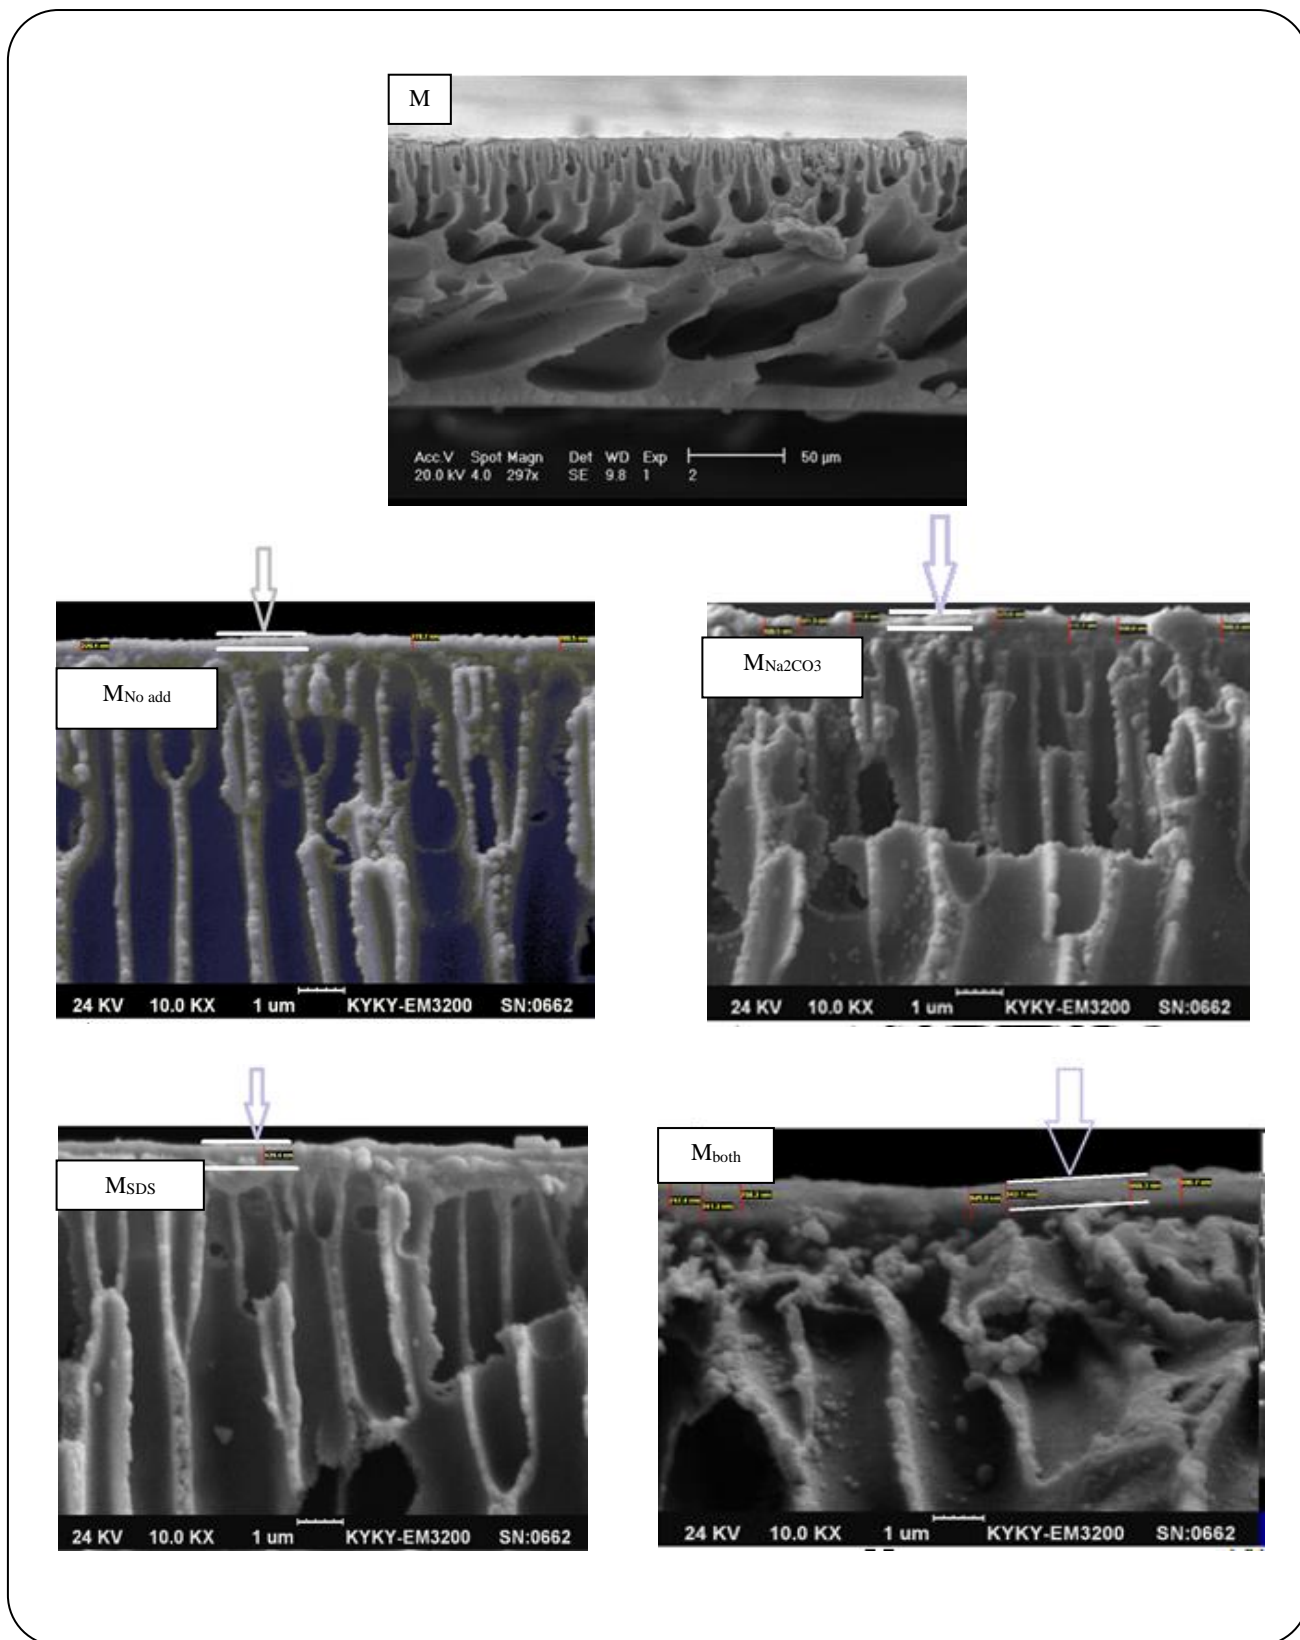 M
Acc.V Spot Magn Det WD Exp 50 µm
20.0 kV 4.0 297x SE 9.8 1 2
MNo add
24 KV 10.0 KX 1 um KYKY-EM3200 SN:0662
MNa2CO3
24 KV 10.0 KX 1 um KYKY-EM3200 SN:0662
MSDS
24 KV 10.0 KX 1 um KYKY-EM3200 SN:0662
Mboth
24 KV 10.0 KX 1 um KYKY-EM3200 SN:0662